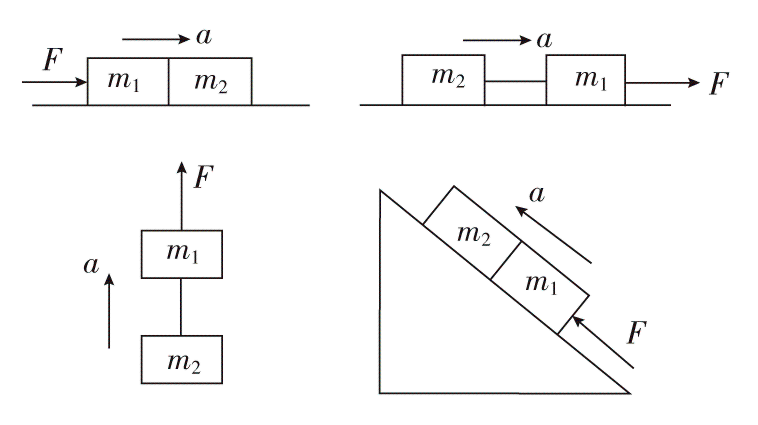 F a m₁ m₂
a m₂ m₁ F
F m₁ a m₂
a m₂ m₁ F